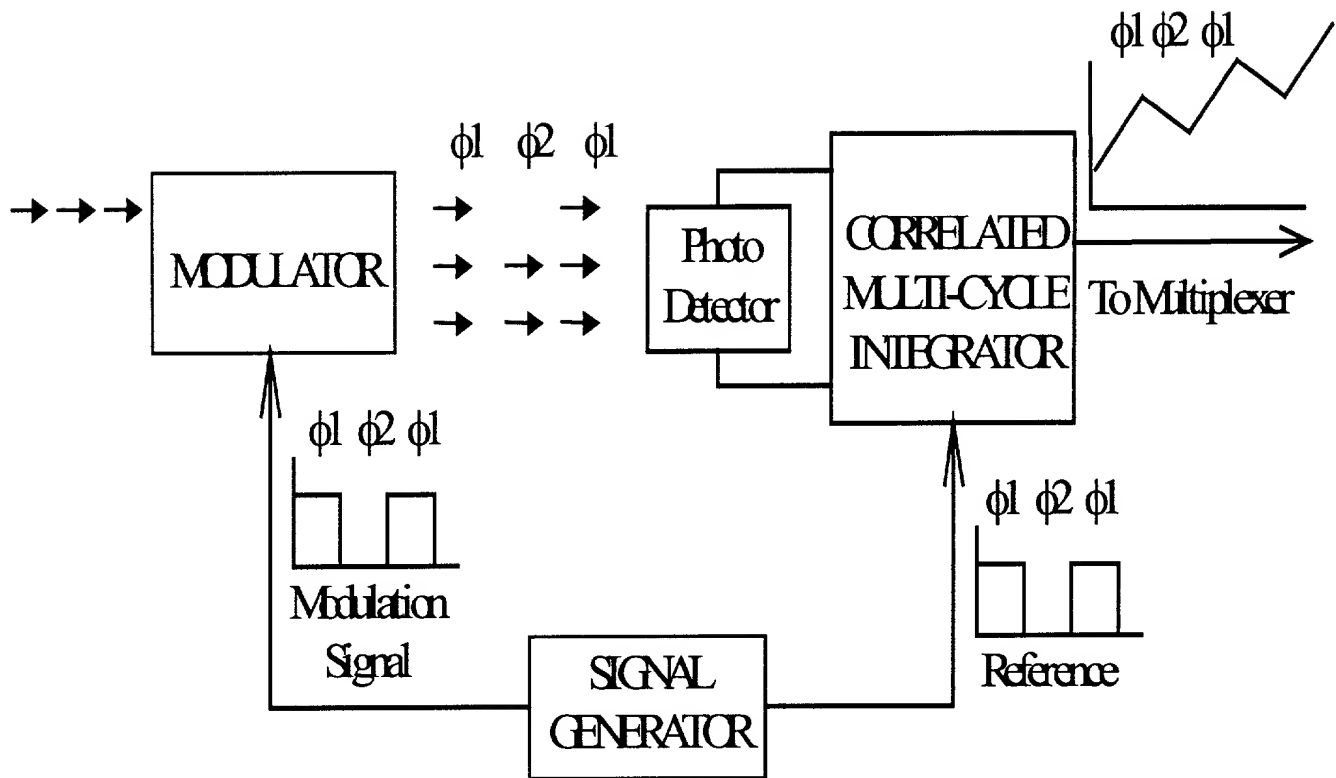 ϕ1 ϕ2 ϕ1
ϕ1 ϕ2 ϕ1
MODULATOR
Photo
Detector
CORRELATED
MULTI-CYCLE
INTEGRATOR
To Multiplexer
ϕ1 ϕ2 ϕ1
Modulation
Signal
ϕ1 ϕ2 ϕ1
Reference
SIGNAL
GENERATOR